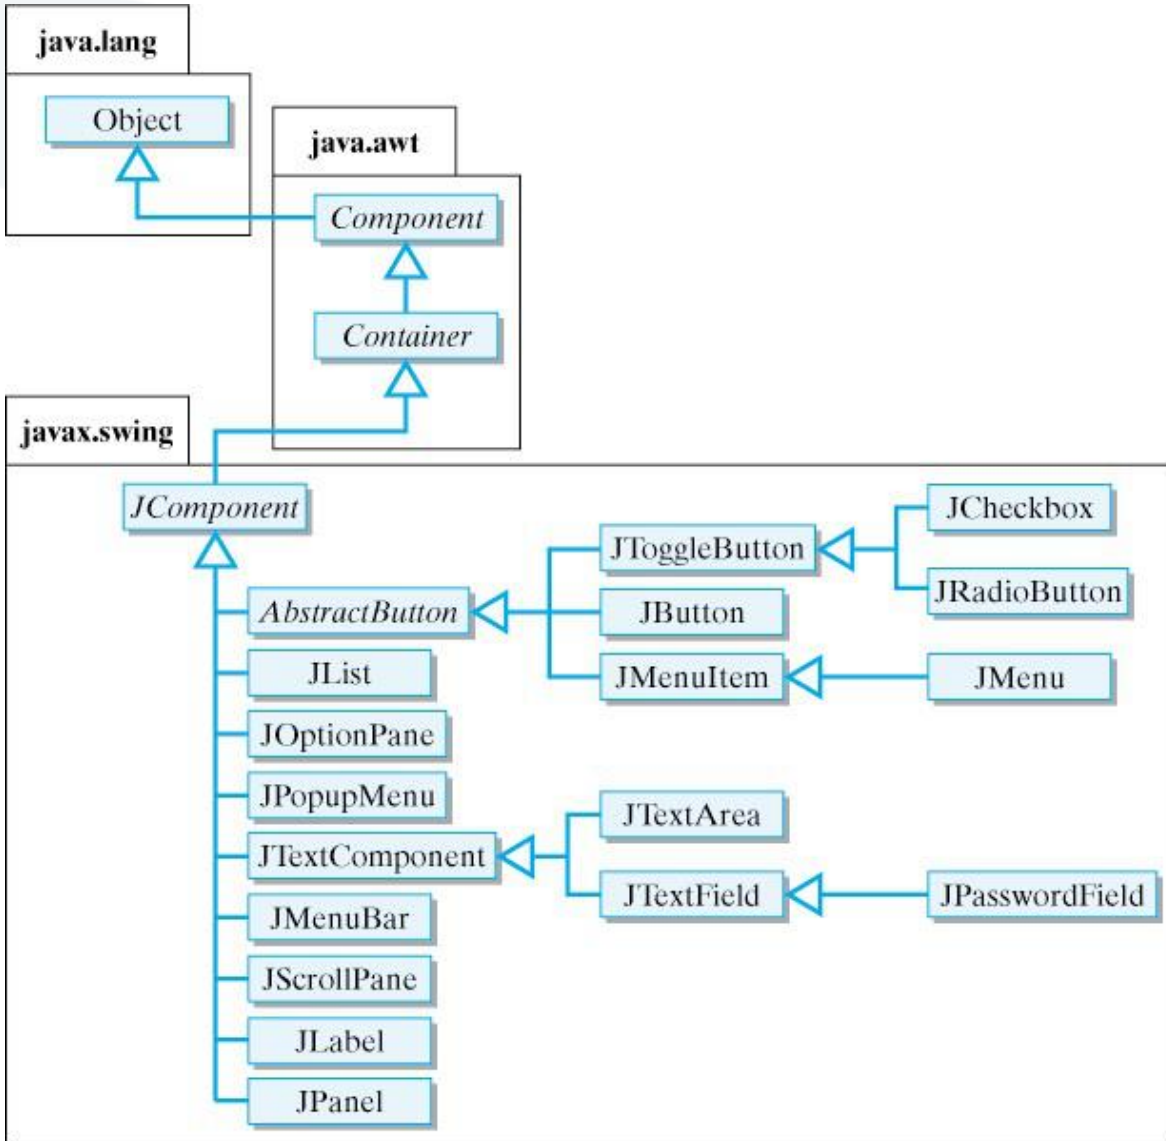 java.lang
Object
java.awt
Component
Container
javax.swing
JComponent
JCheckbox
JToggleButton
JRadioButton
AbstractButton
JButton
JList
JMenuItem
JMenu
JOptionPane
JPopupMenu
JTextArea
JTextComponent
JTextField
JPasswordField
JMenuBar
JScrollPane
JLabel
JPanel